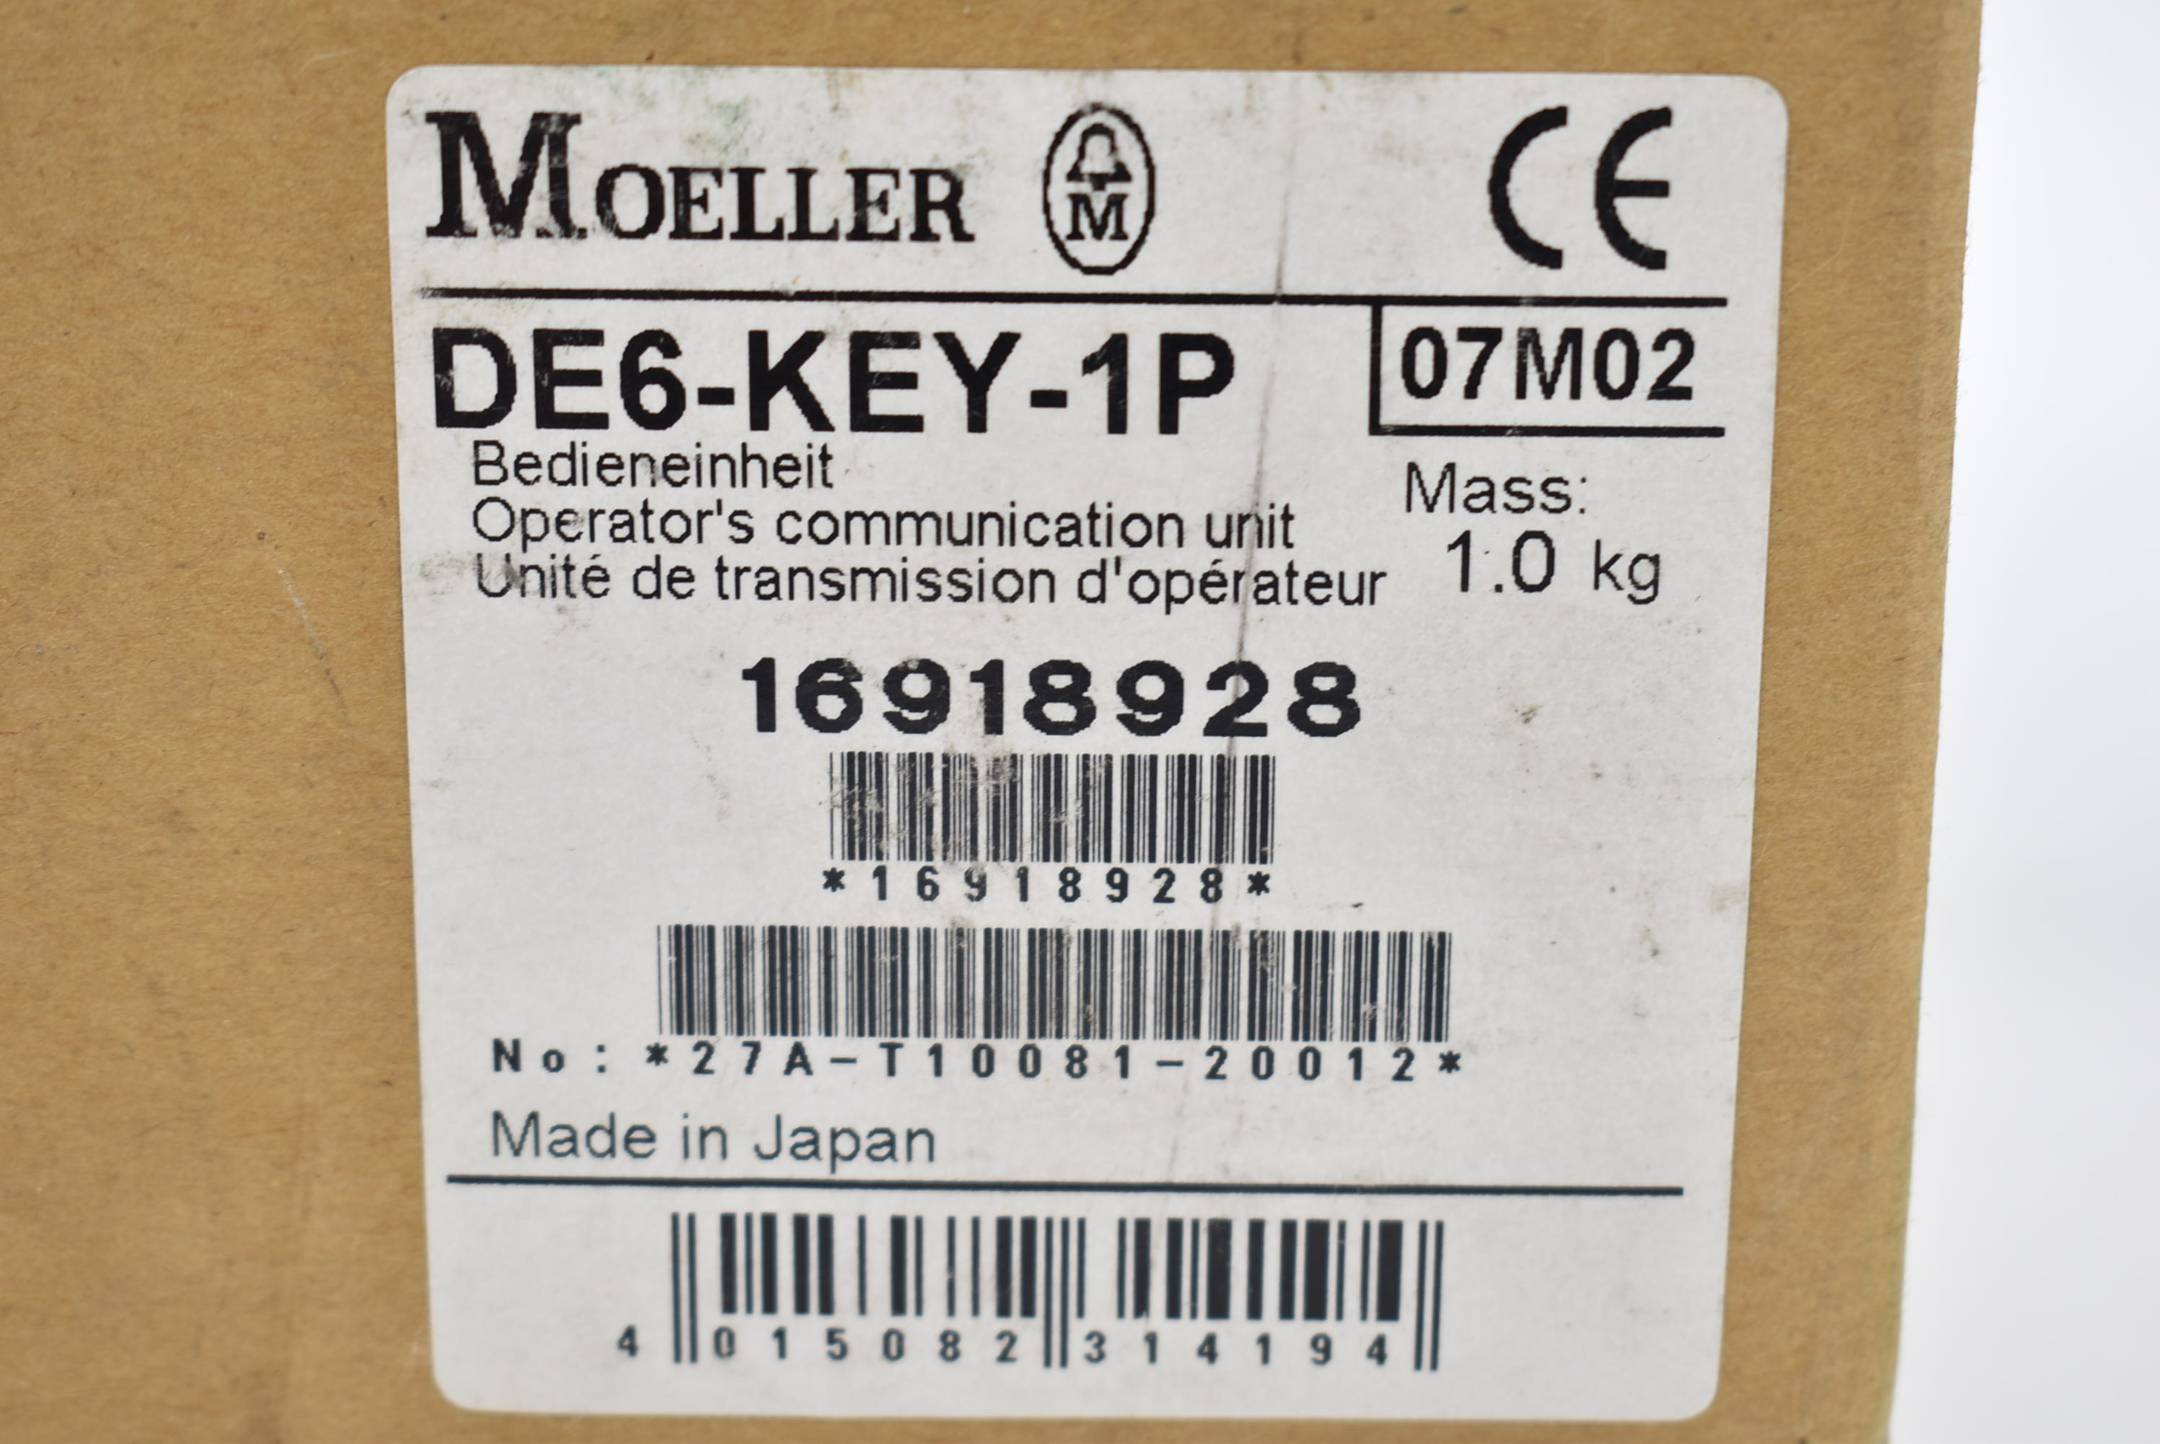 MOELLER M CE
DE6-KEY-1P 07M02
Bedieneinheit
Operator's communication unit
Unité de transmission d'opérateur
Mass:
1.0 kg
16918928
*16918928*
No: *27A-T10081-20012*
Made in Japan
4 015082 314194